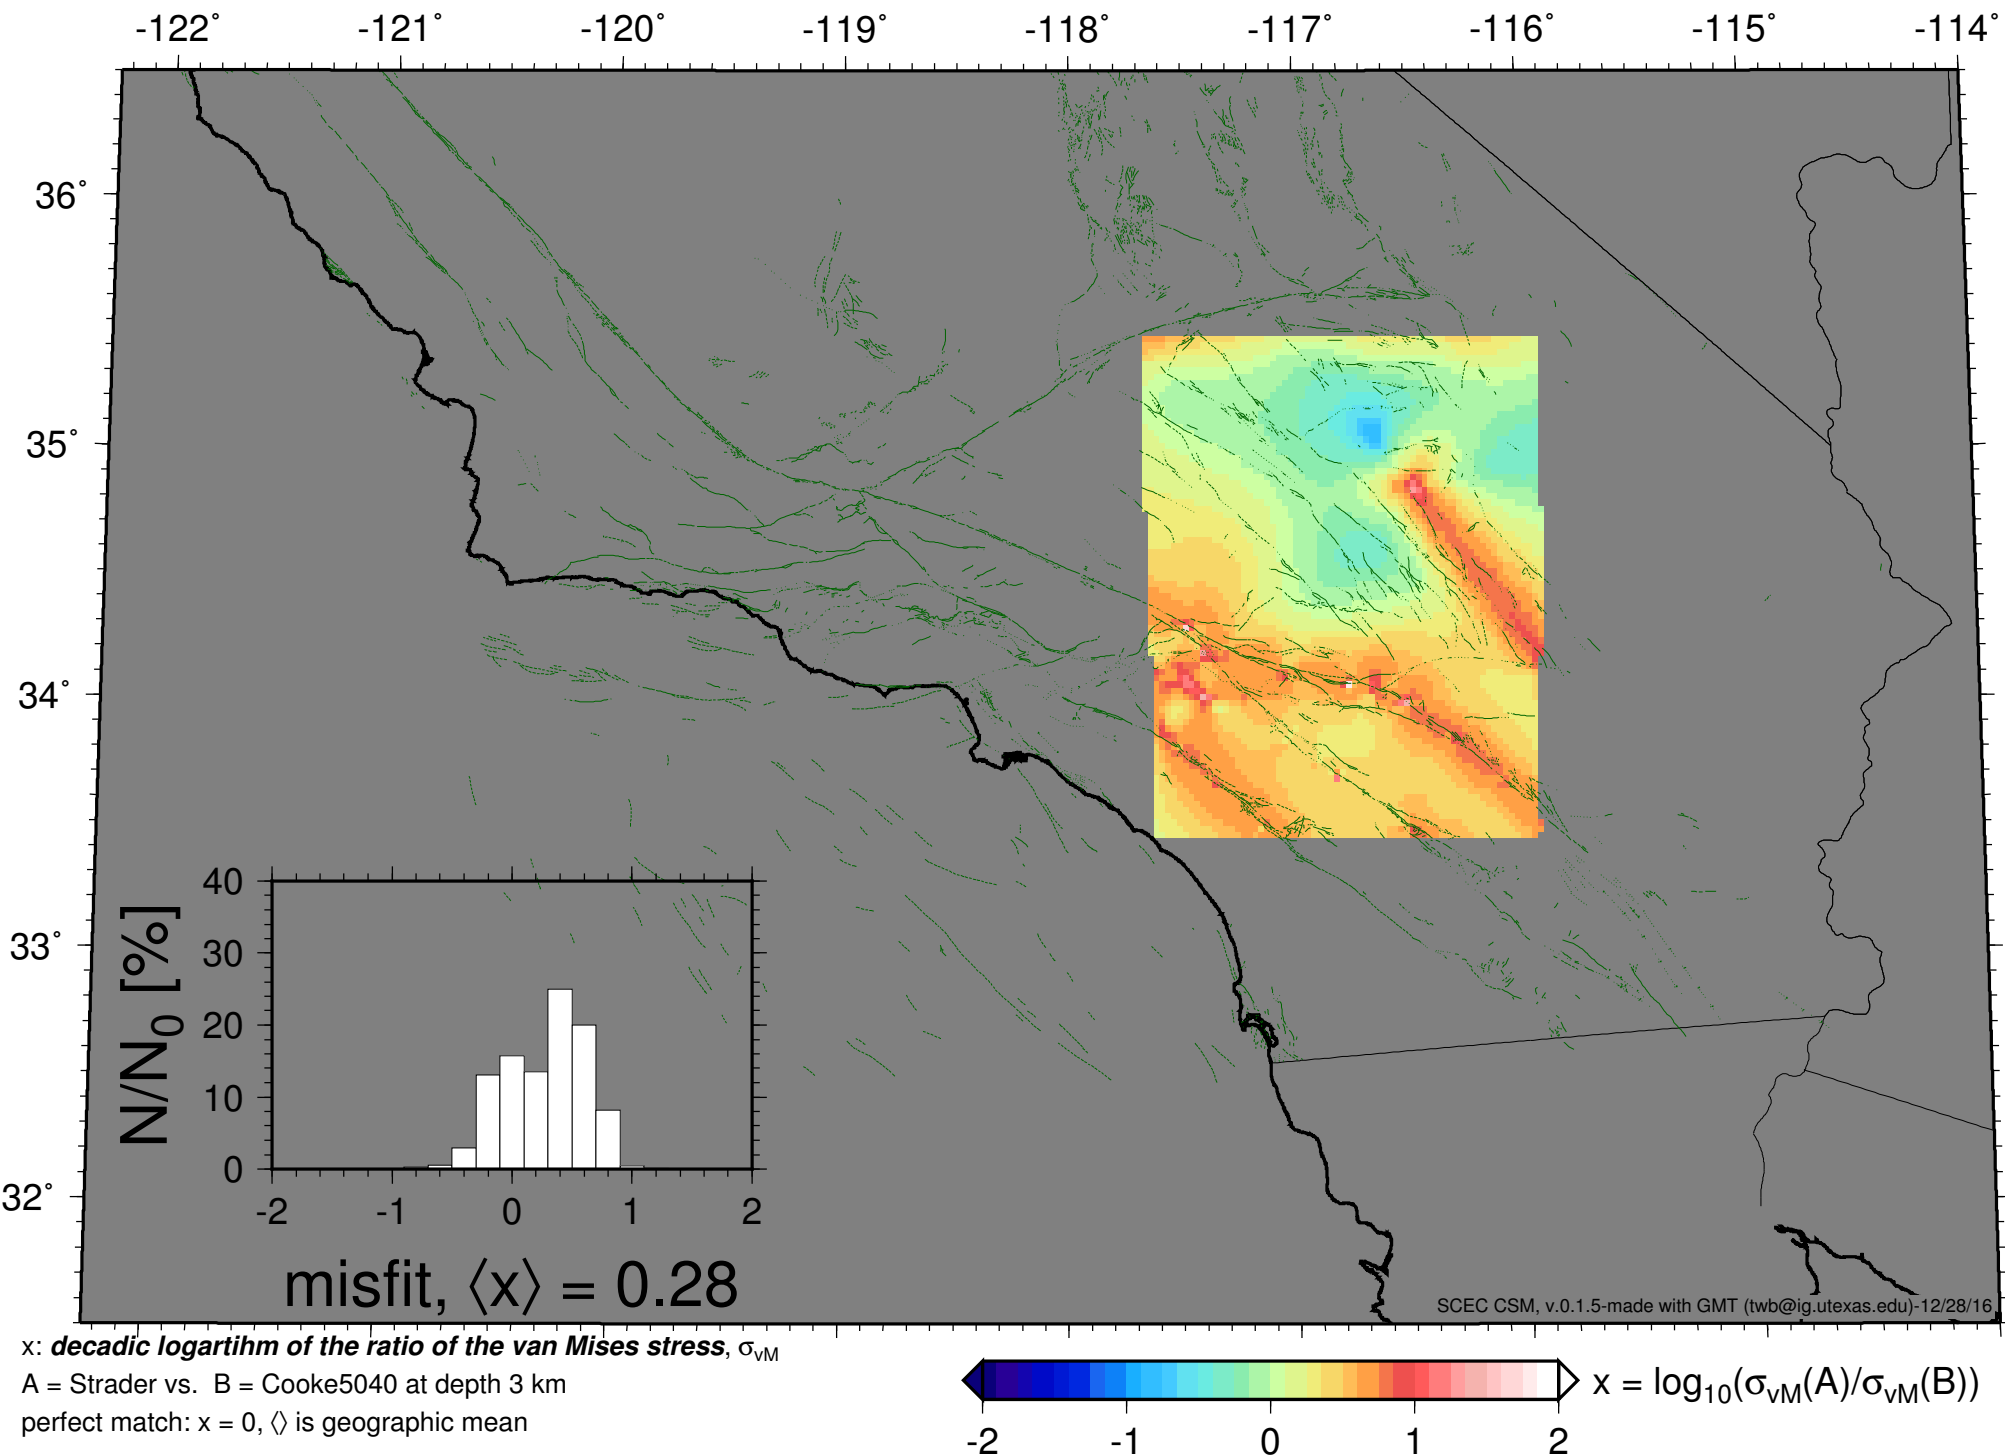 -122° -121° -120° -119° -118° -117° -116° -115° -114°
36°
35°
34°
33°
32°
40
30
20
10
0
N/N0 [%]
-2 -1 0 1 2
misfit, ⟨x⟩ = 0.28
SCEC CSM, v.0.1.5-made with GMT (twb@ig.utexas.edu)-12/28/16
x: decadic logartihm of the ratio of the van Mises stress, σvM
A = Strader vs. B = Cooke5040 at depth 3 km
perfect match: x = 0, ⟨⟩ is geographic mean
x = log10(σvM(A)/σvM(B))
-2 -1 0 1 2